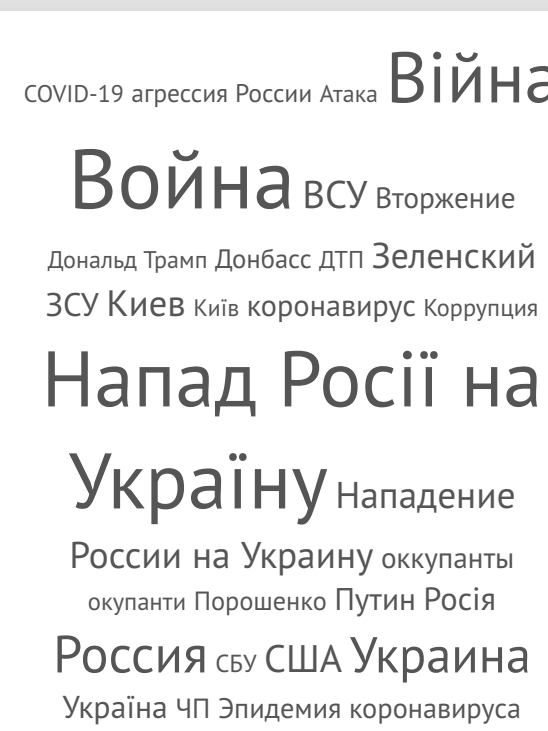 COVID-19 агрессия России Атака Війна
Война ВСУ Вторжение
Дональд Трамп Донбасс ДТП Зеленский
ЗСУ Киев Київ коронавирус Коррупция
Напад Росії на
Україну Нападение
России на Украину оккупанты
окупанти Порошенко Путин Росія
Россия СБУ США Украина
Україна ЧП Эпидемия коронавируса